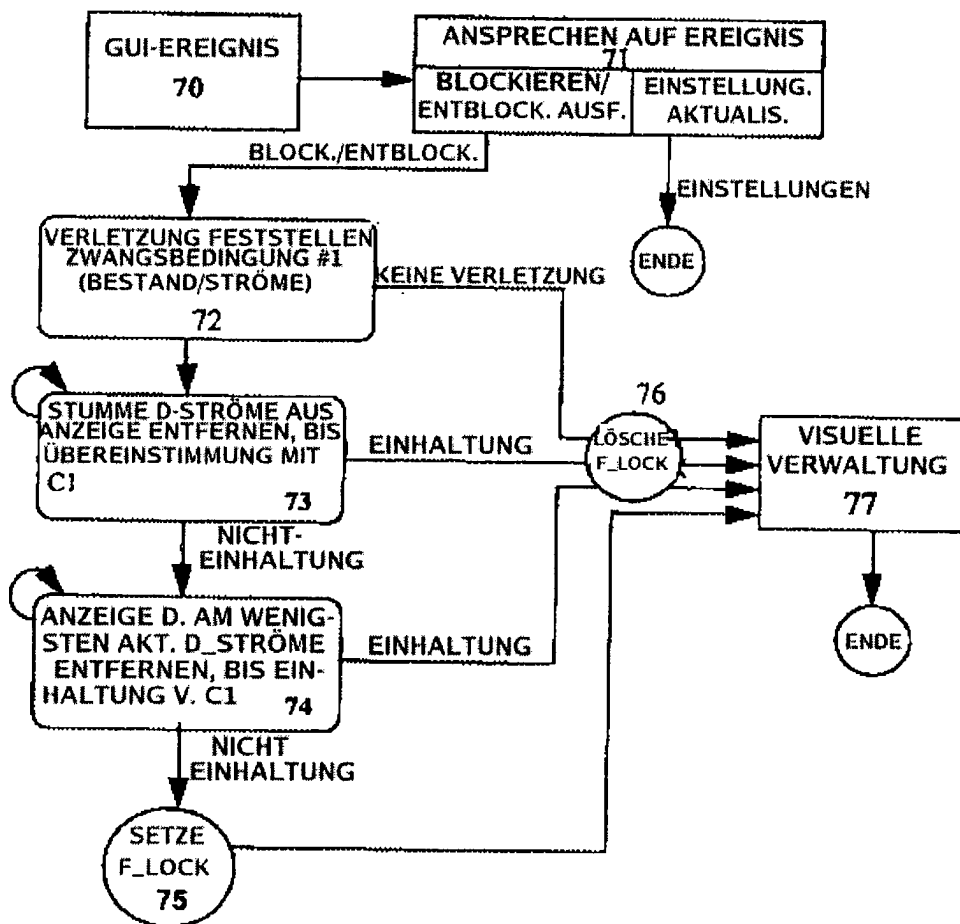 GUI-EREIGNIS
70
ANSPRECHEN AUF EREIGNIS
71
BLOCKIEREN/
ENTBLOCK. AUSF.
EINSTELLUNG.
AKTUALIS.
BLOCK./ENTBLOCK.
EINSTELLUNGEN
ENDE
VERLETZUNG FESTSTELLEN
ZWANGSBEDINGUNG #1
(BESTAND/STRÖME)
72
KEINE VERLETZUNG
STUMME D-STRÖME AUS
ANZEIGE ENTFERNEN, BIS
ÜBEREINSTIMMUNG MIT
C1
73
EINHALTUNG
76
LÖSCHE
F_LOCK
VISUELLE
VERWALTUNG
77
NICHT-
EINHALTUNG
ANZEIGE D. AM WENIG-
STEN AKT. D_STRÖME
ENTFERNEN, BIS EIN-
HALTUNG V. C1
74
EINHALTUNG
ENDE
NICHT
EINHALTUNG
SETZE
F_LOCK
75